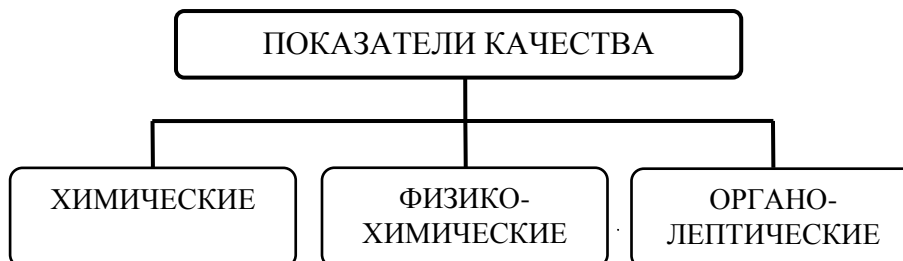 ПОКАЗАТЕЛИ КАЧЕСТВА
ХИМИЧЕСКИЕ
ФИЗИКО-
ХИМИЧЕСКИЕ
ОРГАНО-
ЛЕПТИЧЕСКИЕ